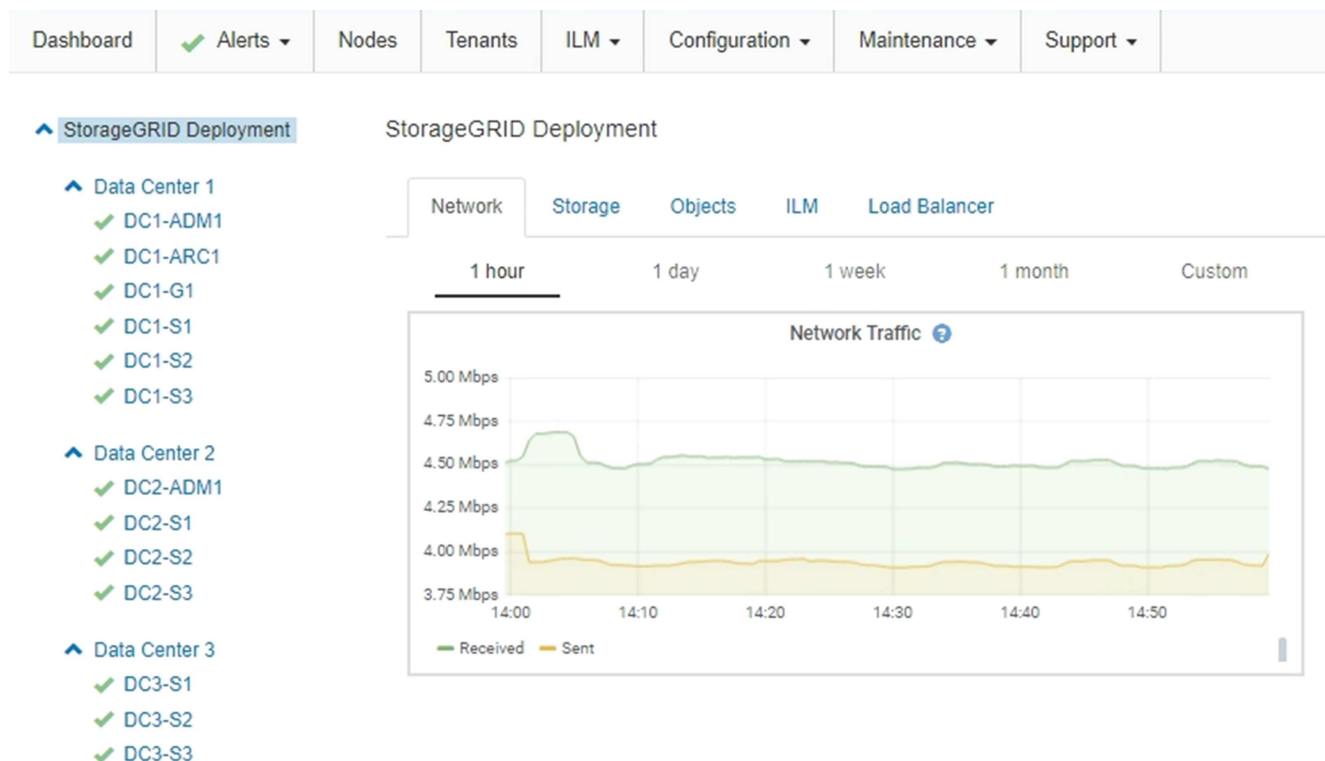 Dashboard Alerts Nodes Tenants ILM Configuration Maintenance Support
StorageGRID Deployment
Data Center 1
DC1-ADM1
DC1-ARC1
DC1-G1
DC1-S1
DC1-S2
DC1-S3
Data Center 2
DC2-ADM1
DC2-S1
DC2-S2
DC2-S3
Data Center 3
DC3-S1
DC3-S2
DC3-S3
StorageGRID Deployment
Network Storage Objects ILM Load Balancer
1 hour 1 day 1 week 1 month Custom
Network Traffic ?
5.00 Mbps
4.75 Mbps
4.50 Mbps
4.25 Mbps
4.00 Mbps
3.75 Mbps
14:00 14:10 14:20 14:30 14:40 14:50
Received Sent